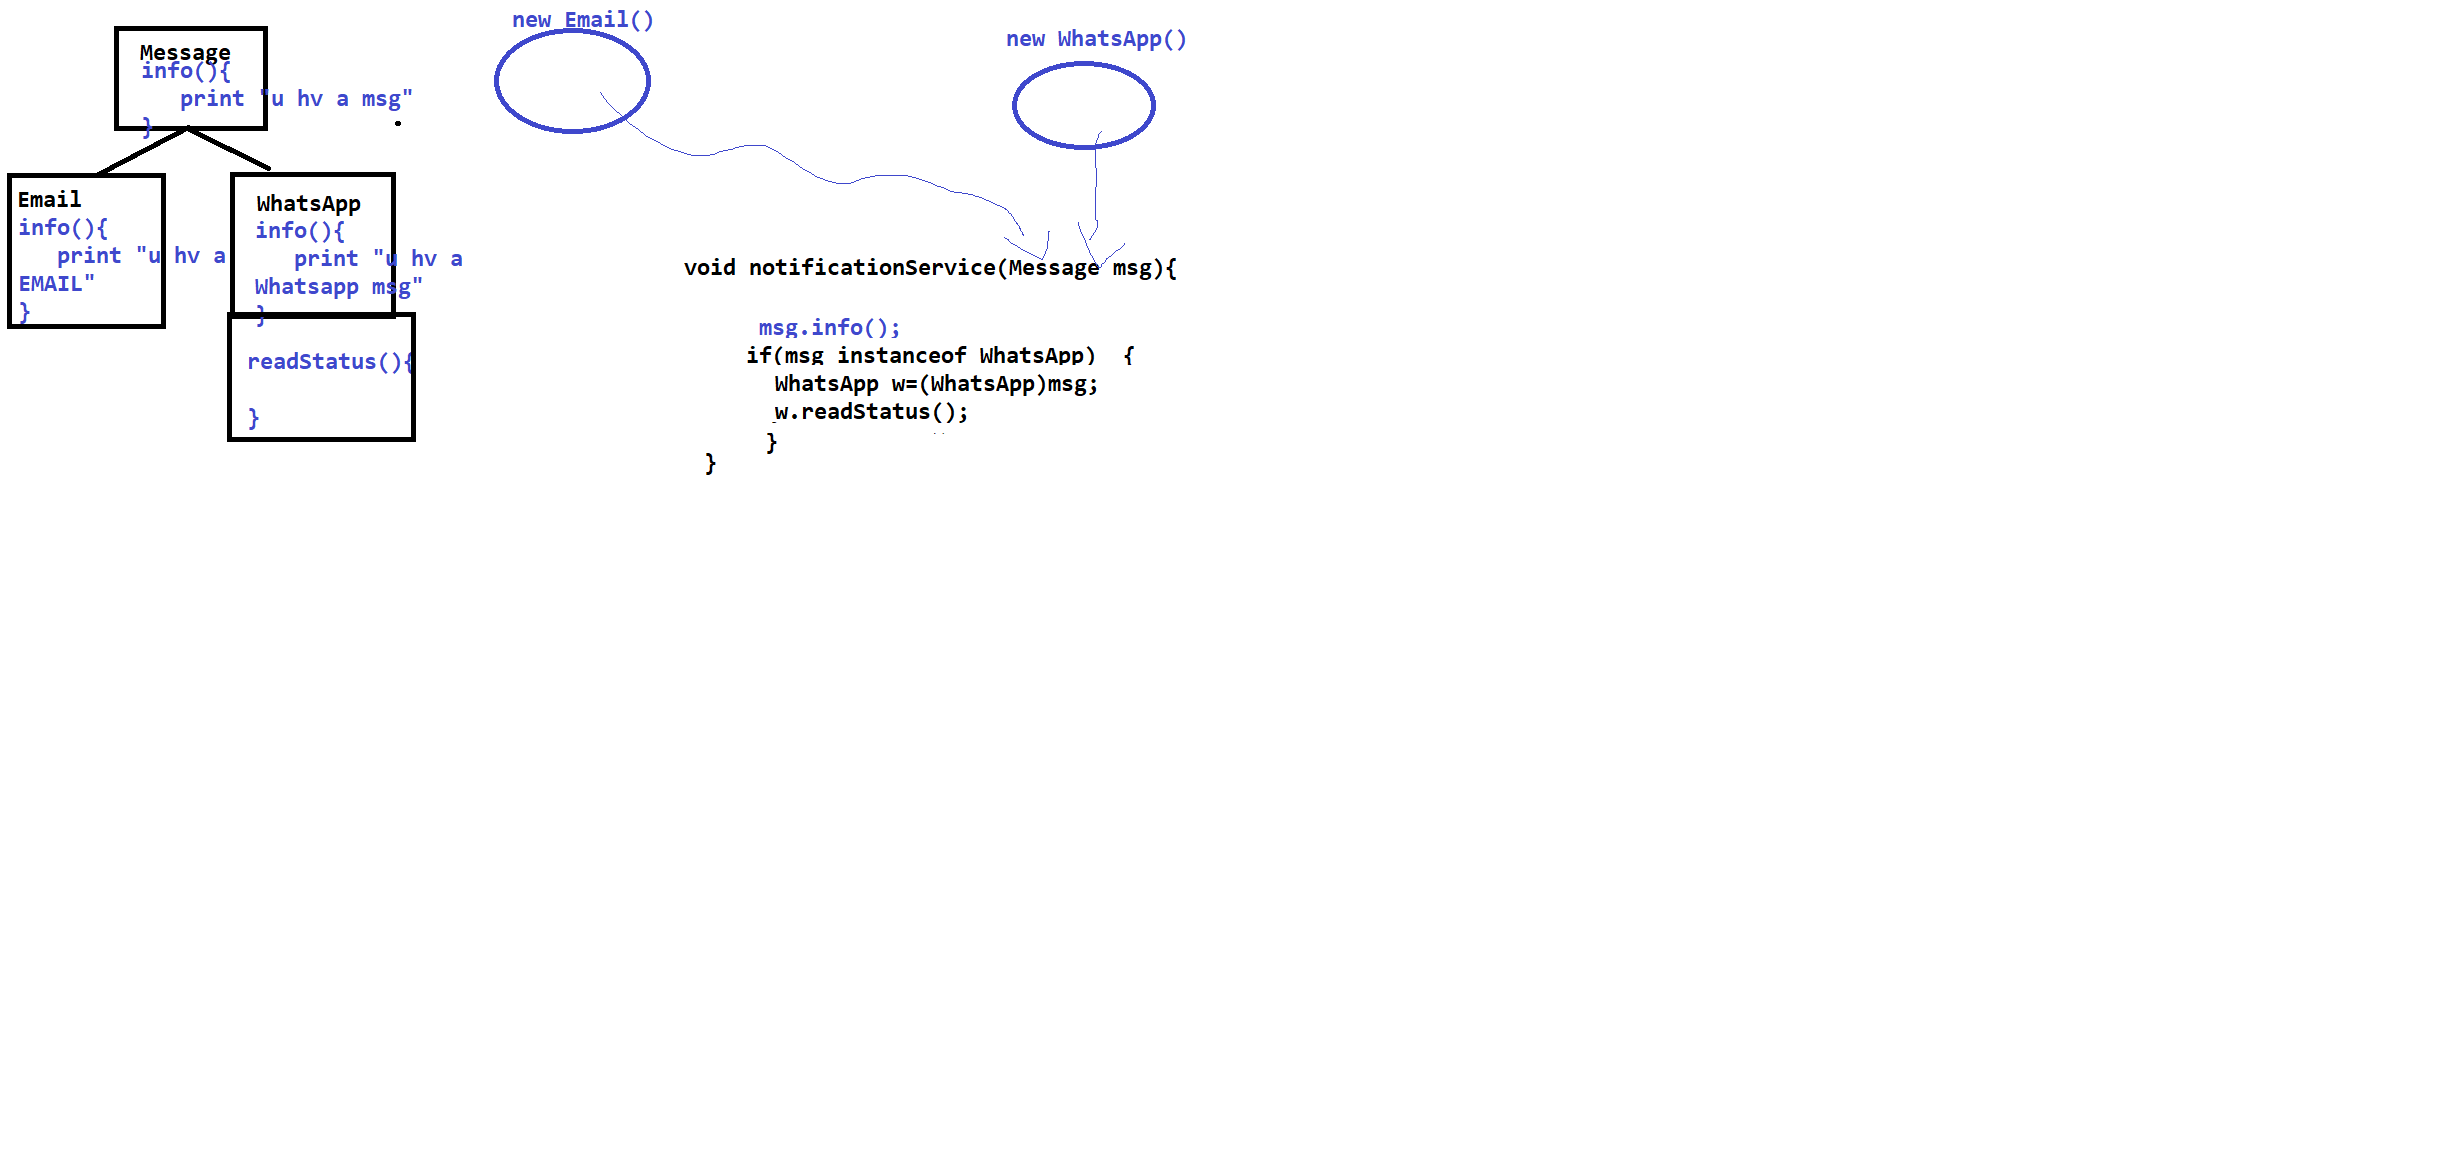 Message
info(){
print "u hv a msg"
}
Email
info(){
print "u hv a
EMAIL"
}
WhatsApp
info(){
print "u hv a
Whatsapp msg"
}
readStatus(){
}
new Email()
new WhatsApp()
void notificationService(Message msg){
msg.info();
if(msg instanceof WhatsApp) {
WhatsApp w=(WhatsApp)msg;
w.readStatus();
}
}